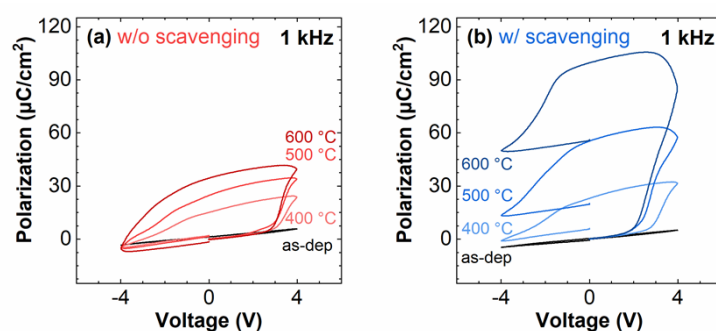 (a) w/o scavenging 1 kHz
Polarization (μC/cm²)
120
90
60
30
0
600 °C
500 °C
400 °C
as-dep
-4 0 4
Voltage (V)
(b) w/ scavenging 1 kHz
Polarization (μC/cm²)
120
90
60
30
0
600 °C
500 °C
400 °C
as-dep
-4 0 4
Voltage (V)